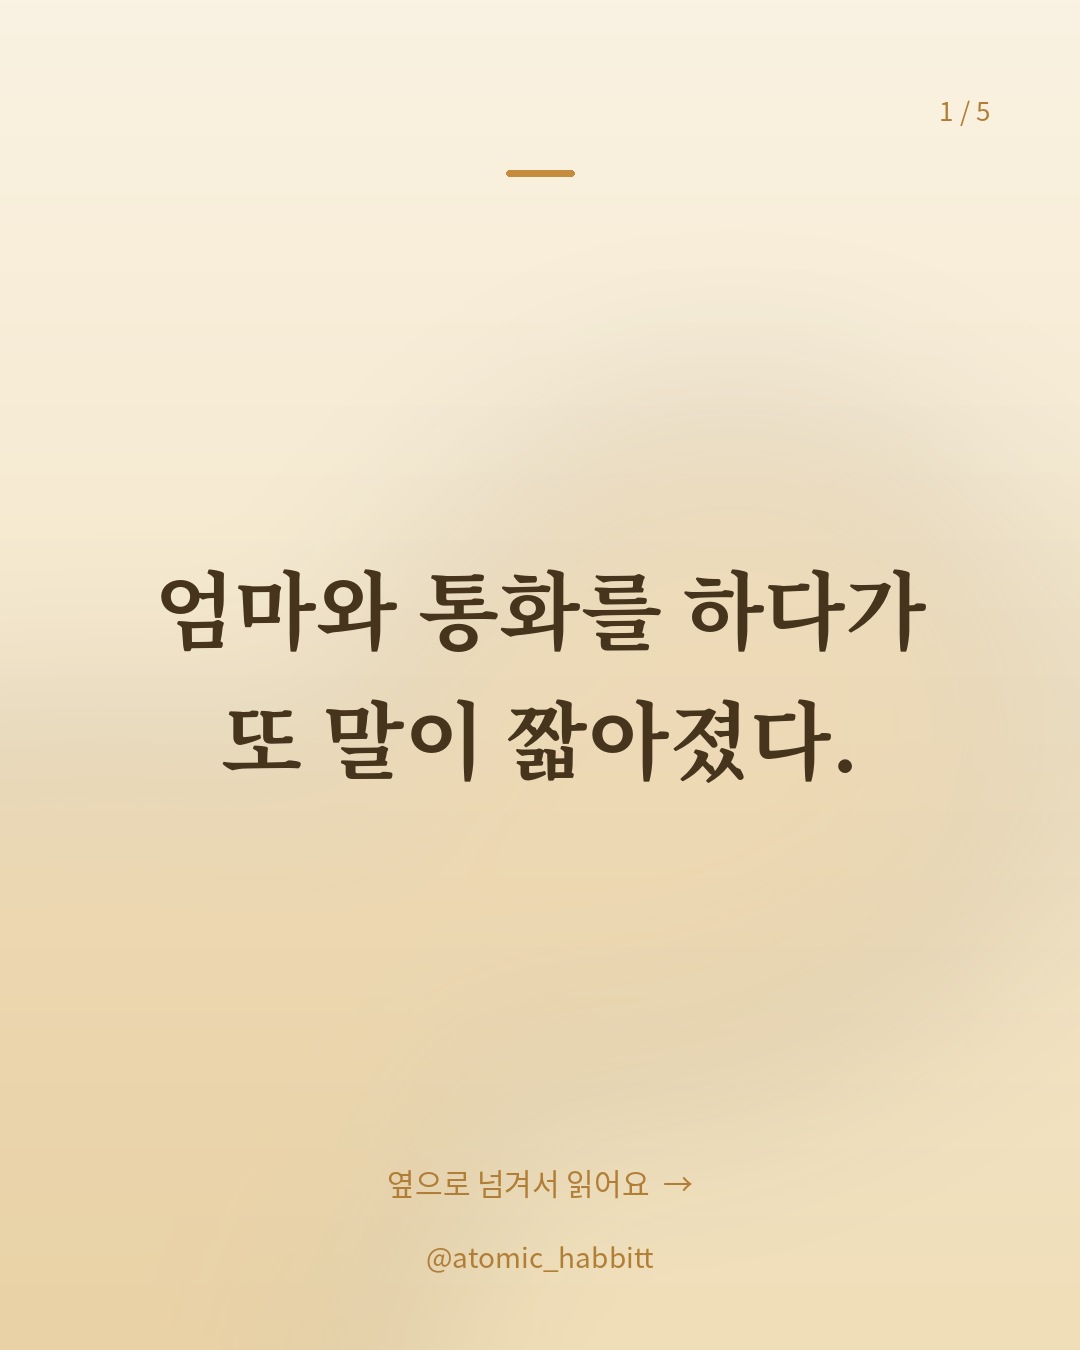 1 / 5
엄마와 통화를 하다가
또 말이 짧아졌다.
옆으로 넘겨서 읽어요 →
@atomic_habbitt